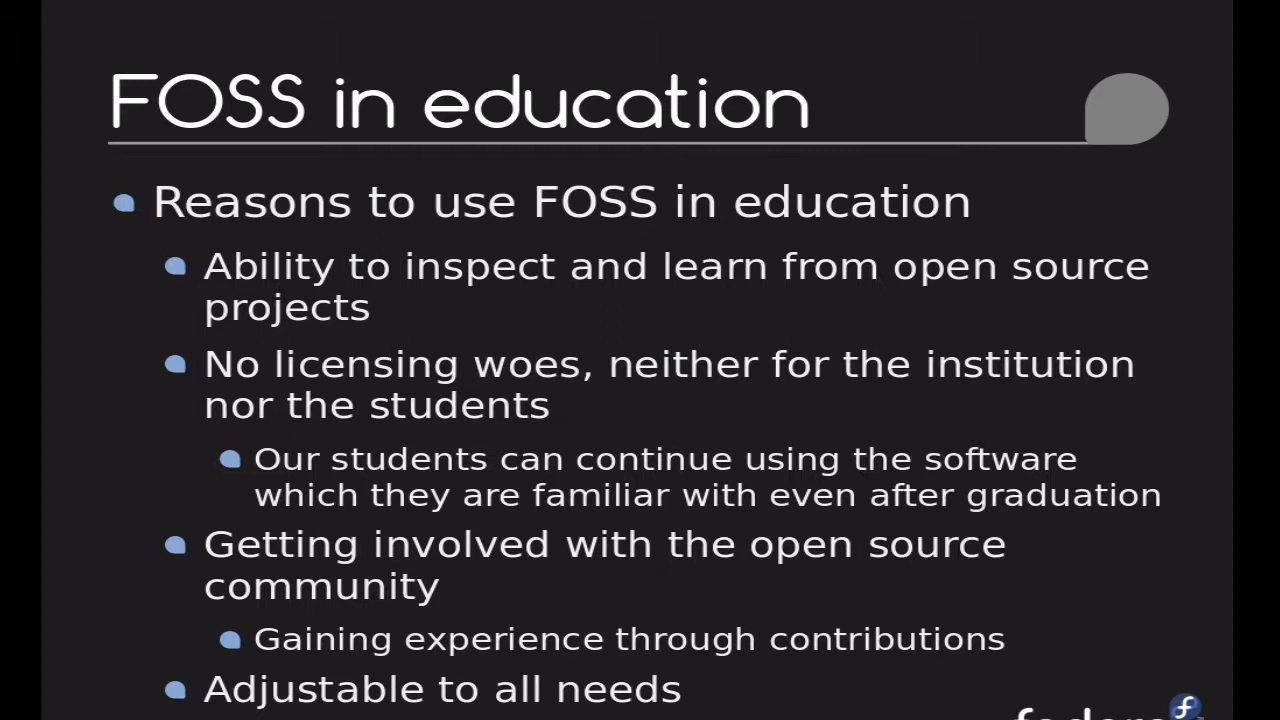 FOSS in education
Reasons to use FOSS in education
Ability to inspect and learn from open source
projects
No licensing woes, neither for the institution
nor the students
Our students can continue using the software
which they are familiar with even after graduation
Getting involved with the open source
community
Gaining experience through contributions
Adjustable to all needs
fedora